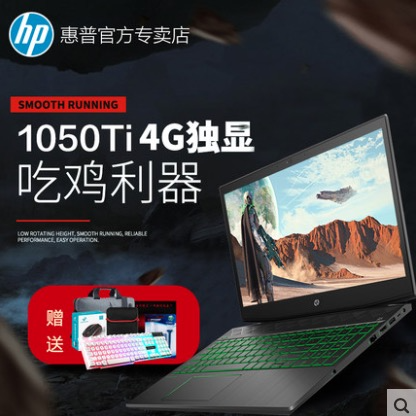 hp 惠普官方专卖店
SMOOTH RUNNING
1050Ti 4G独显
吃鸡利器
LOW ROTATING HEIGHT, SMOOTH RUNNING, RELIABLE
PERFORMANCE, EASY OPERATION.
赠
送
hp